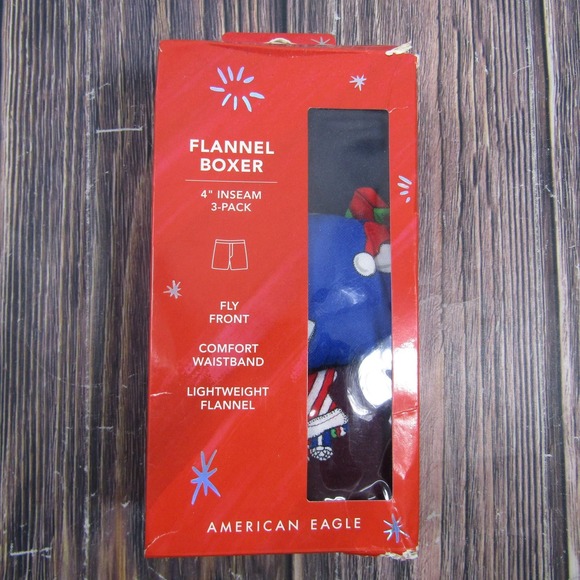 FLANNEL
BOXER
4" INSEAM
3-PACK
FLY
FRONT
COMFORT
WAISTBAND
LIGHTWEIGHT
FLANNEL
AMERICAN EAGLE